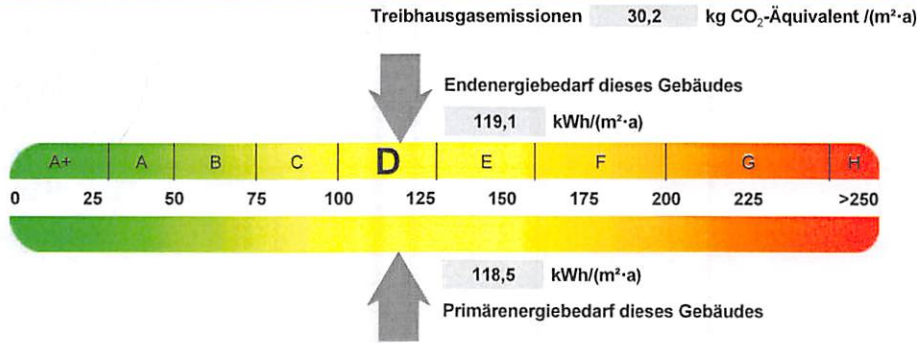 Treibhausgasemissionen 30,2 kg CO₂-Äquivalent /(m²·a)
Endenergiebedarf dieses Gebäudes
119,1 kWh/(m²·a)
A+ A B C D E F G H
0 25 50 75 100 125 150 175 200 225 >250
118,5 kWh/(m²·a)
Primärenergiebedarf dieses Gebäudes